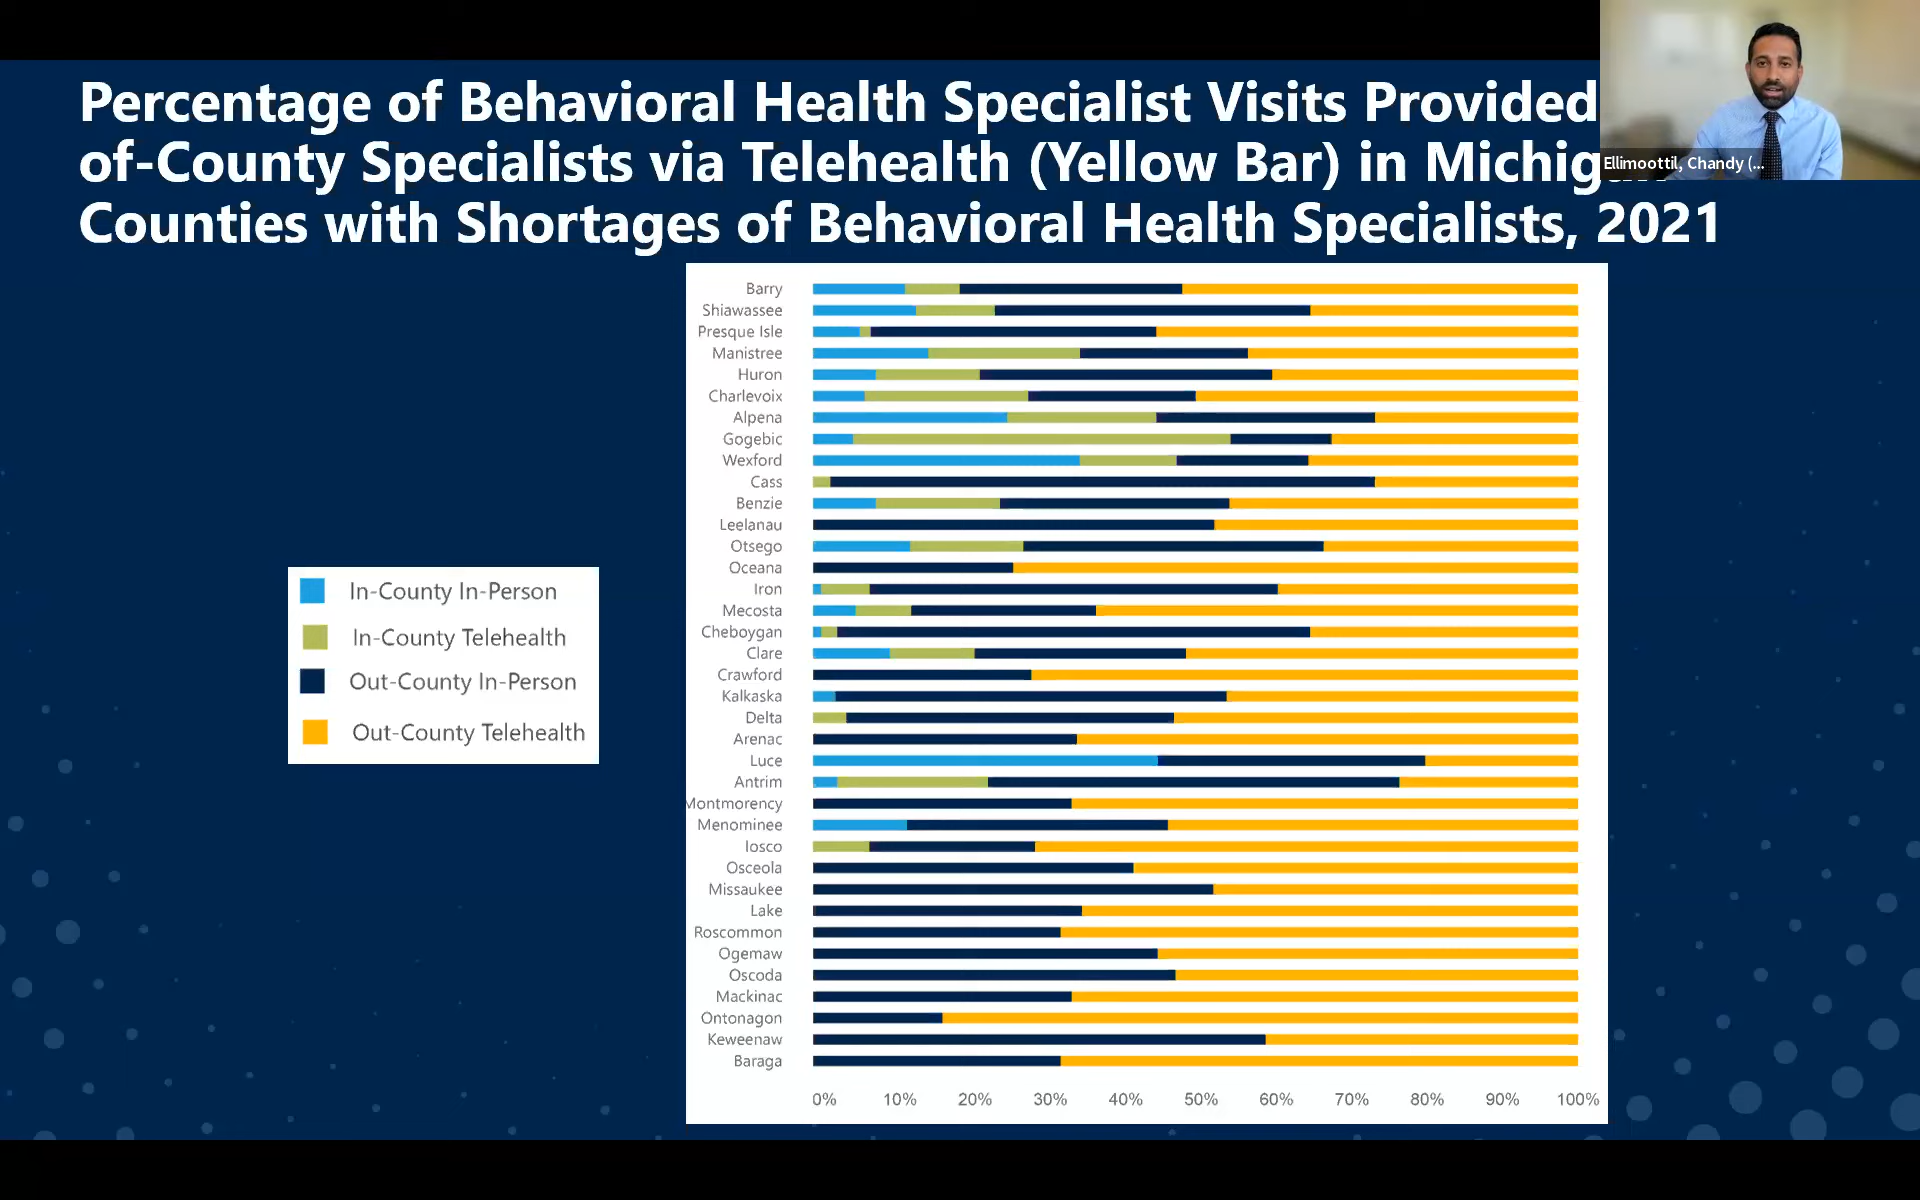 Percentage of Behavioral Health Specialist Visits Provided
of-County Specialists via Telehealth (Yellow Bar) in
Counties with Shortages of Behavioral Health Specialists, 2021
Ellimoottil, Chandy (...
In-County In-Person
In-County Telehealth
Out-County In-Person
Out-County Telehealth
Barry
Shiawassee
Presque Isle
Manistree
Huron
Charlevoix
Alpena
Gogebic
Wexford
Cass
Benzie
Leelanau
Otsego
Oceana
Iron
Mecosta
Cheboygan
Clare
Crawford
Kalkaska
Delta
Arenac
Luce
Antrim
Montmorency
Menominee
Iosco
Osceola
Missaukee
Lake
Roscommon
Ogemaw
Oscoda
Mackinac
Ontonagon
Keweenaw
Baraga
0% 10% 20% 30% 40% 50% 60% 70% 80% 90% 100%